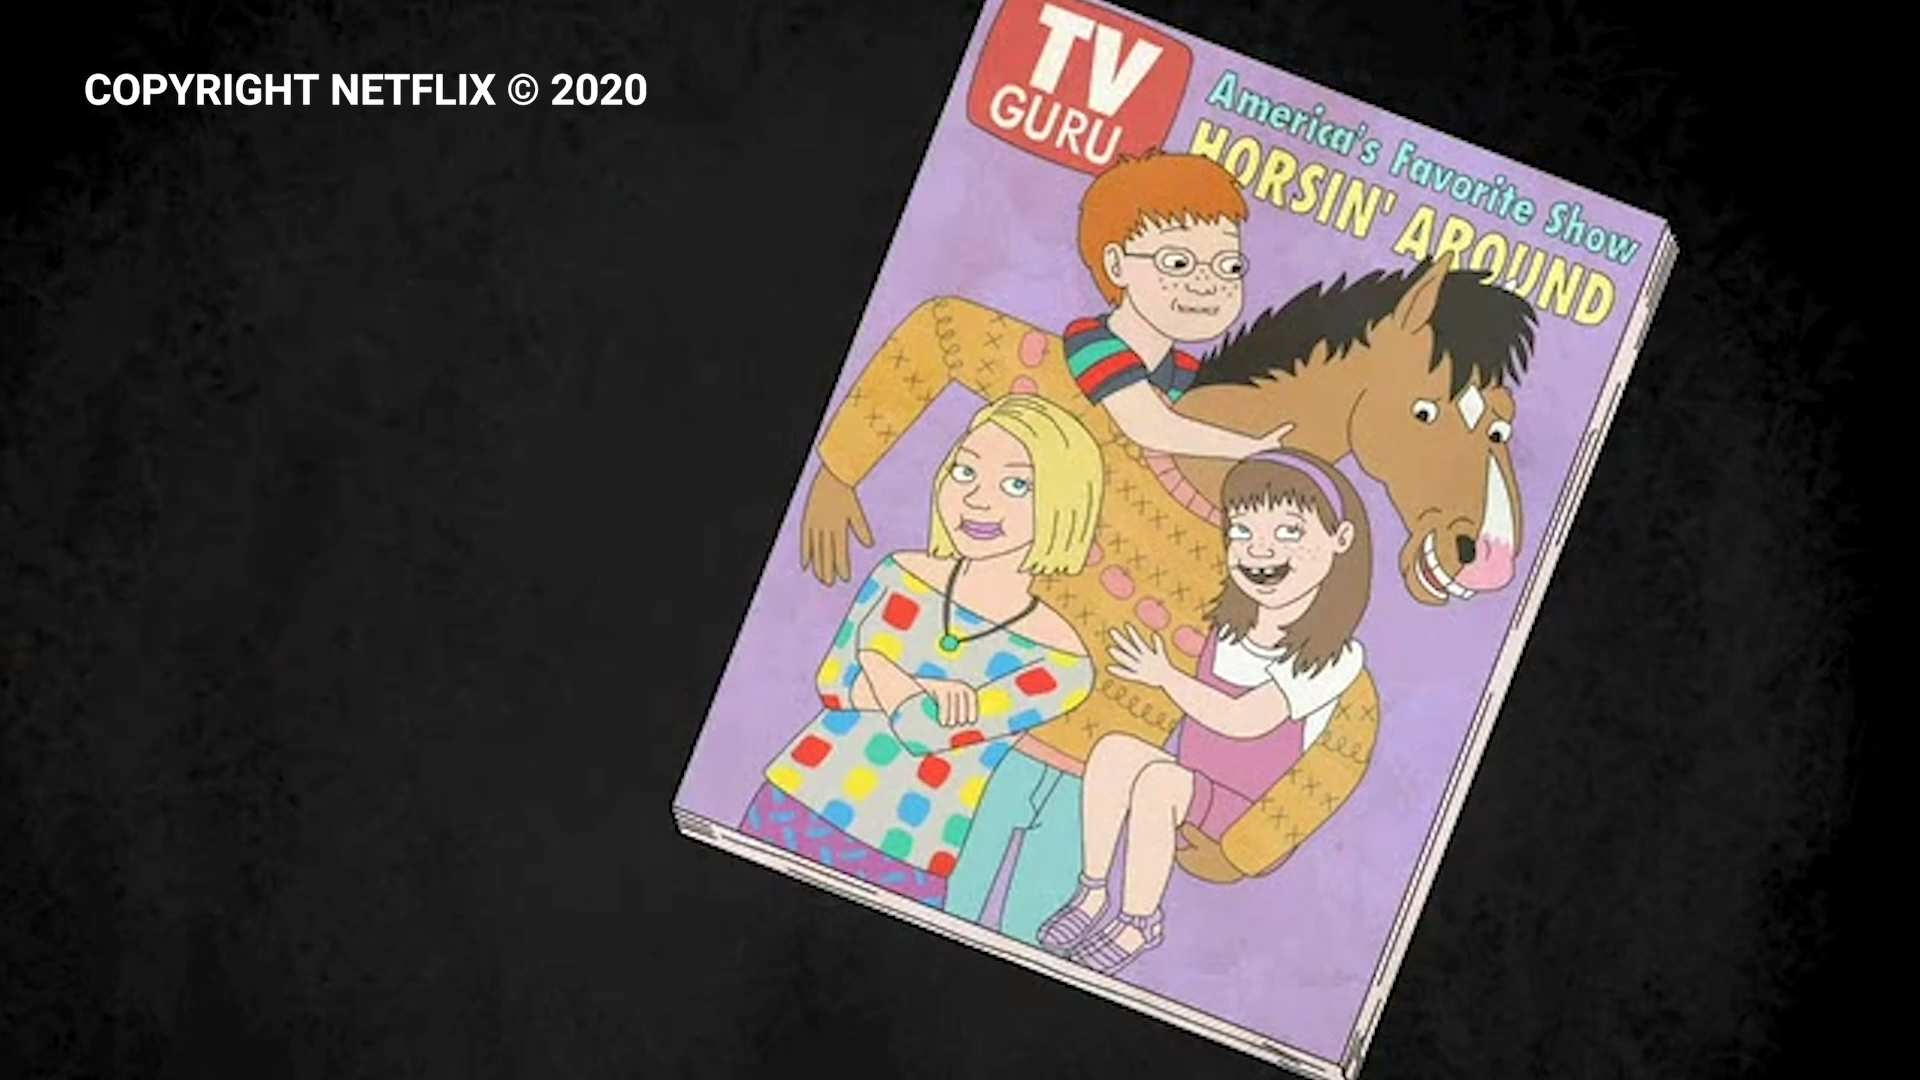 COPYRIGHT NETFLIX © 2020
TV
GURU
America's Favorite Show
HORSIN' AROUND